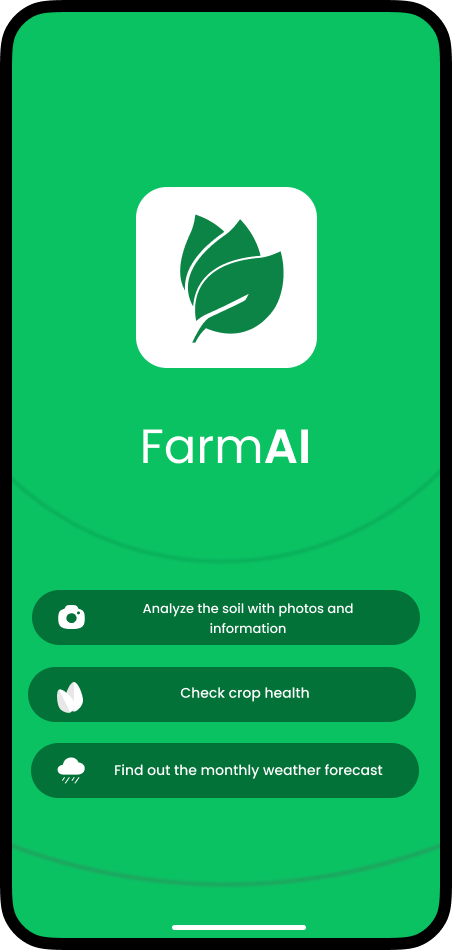 FarmAI
Analyze the soil with photos and
information
Check crop health
Find out the monthly weather forecast